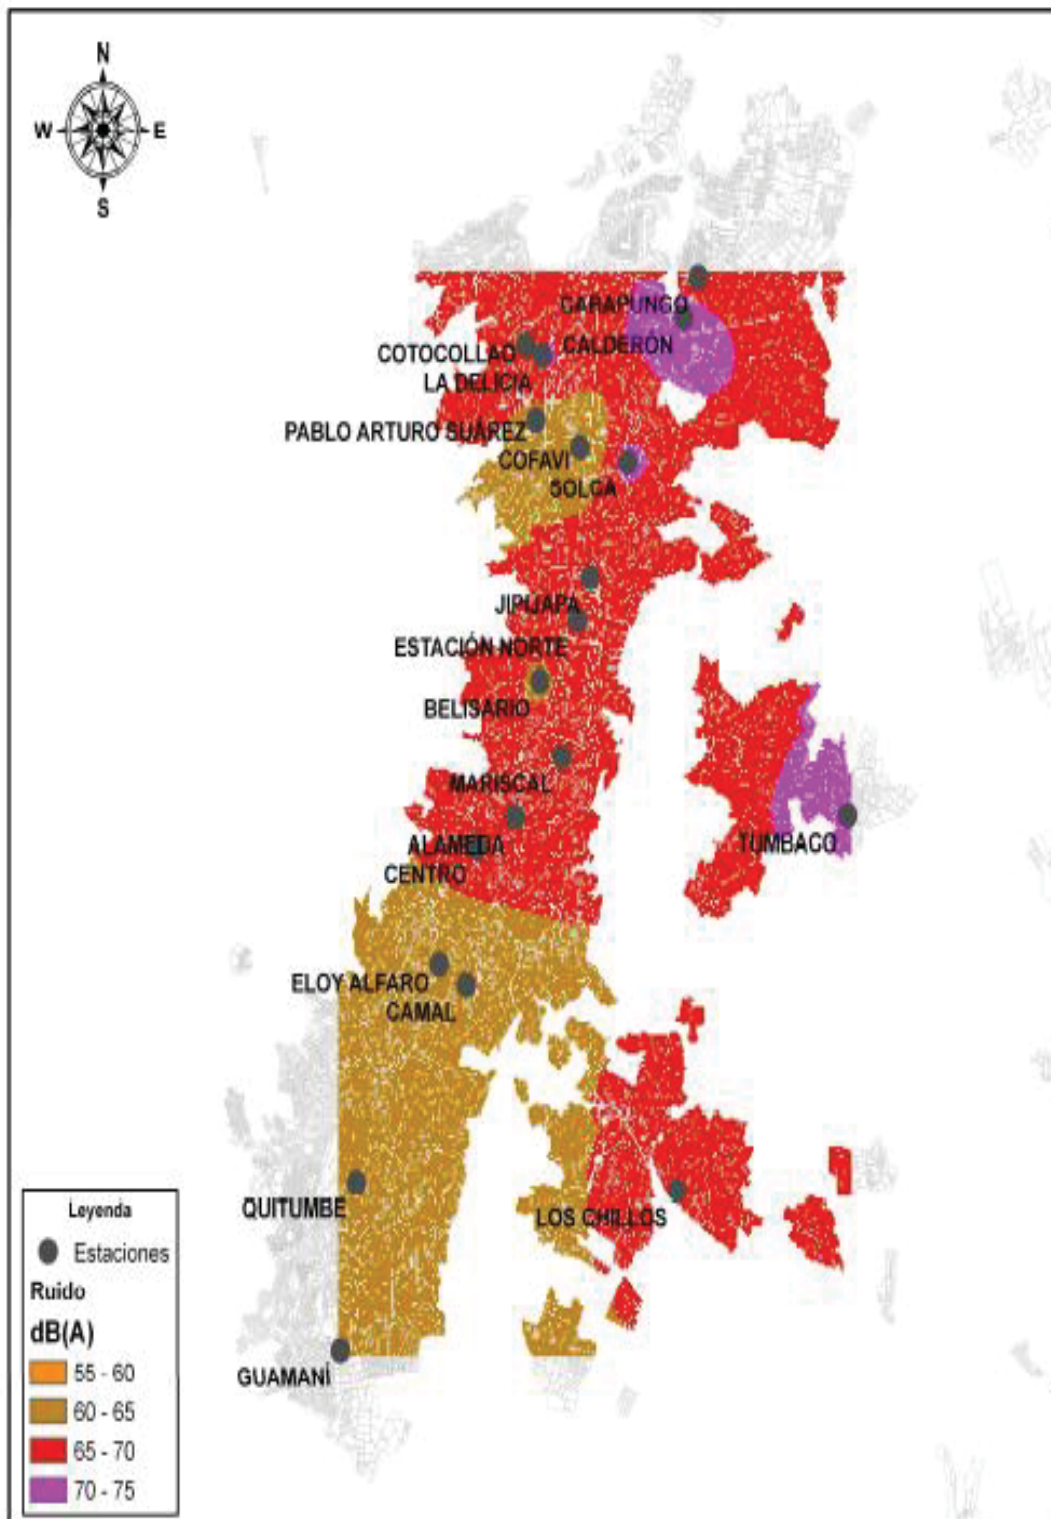 N
W E
S
CARAPUNGO
CALDERÓN
COTOCOLLAO
LA DELICIA
PABLO ARTURO SUÁREZ
COFAVI
SOLCA
JIPIJAPA
ESTACIÓN NORTE
BELISARIO
MARISCAL
ALAMEDA
CENTRO
TUMBACO
ELOY ALFARO
CAMAL
QUITUMBE
LOS CHILLOS
GUAMANÍ
Leyenda
Estaciones
Ruido
dB(A)
55 - 60
60 - 65
65 - 70
70 - 75